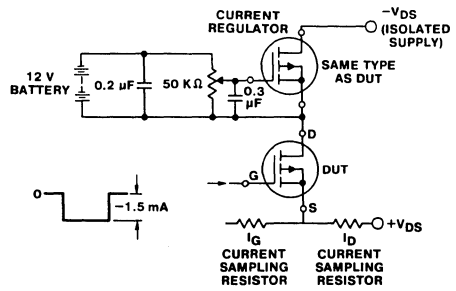 CURRENT
REGULATOR
−VDS
(ISOLATED
SUPPLY)
12 V
BATTERY
0.2 µF
50 KΩ
0.3
µF
SAME TYPE
AS DUT
D
G
DUT
S
0
−1.5 mA
+VDS
IG
CURRENT
SAMPLING
RESISTOR
ID
CURRENT
SAMPLING
RESISTOR